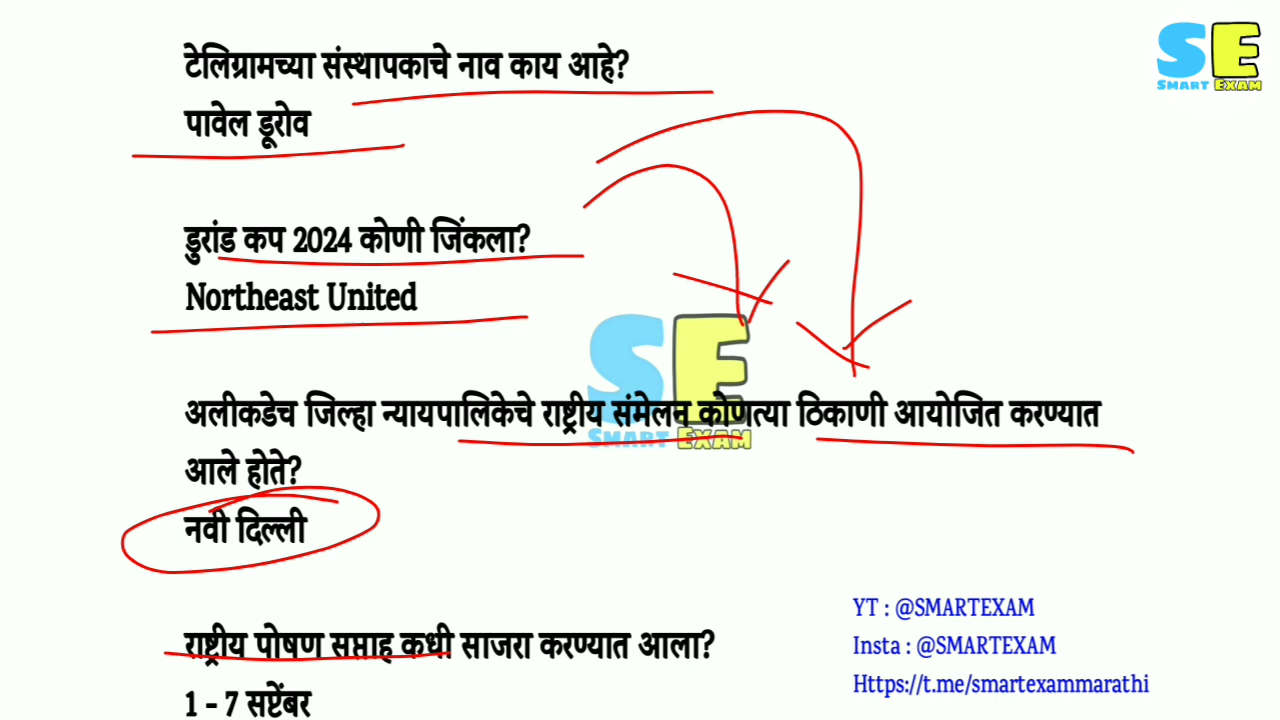 SE
SMART EXAM
टेलिग्रामच्या संस्थापकाचे नाव काय आहे?
पावेल डूरोव
डुरांड कप 2024 कोणी जिंकला?
Northeast United
SE
SMART EXAM
अलीकडेच जिल्हा न्यायपालिकेचे राष्ट्रीय संमेलन कोणत्या ठिकाणी आयोजित करण्यात
आले होते?
नवी दिल्ली
राष्ट्रीय पोषण सप्ताह कधी साजरा करण्यात आला?
1 - 7 सप्टेंबर
YT : @SMARTEXAM
Insta : @SMARTEXAM
Https://t.me/smartexammarathi